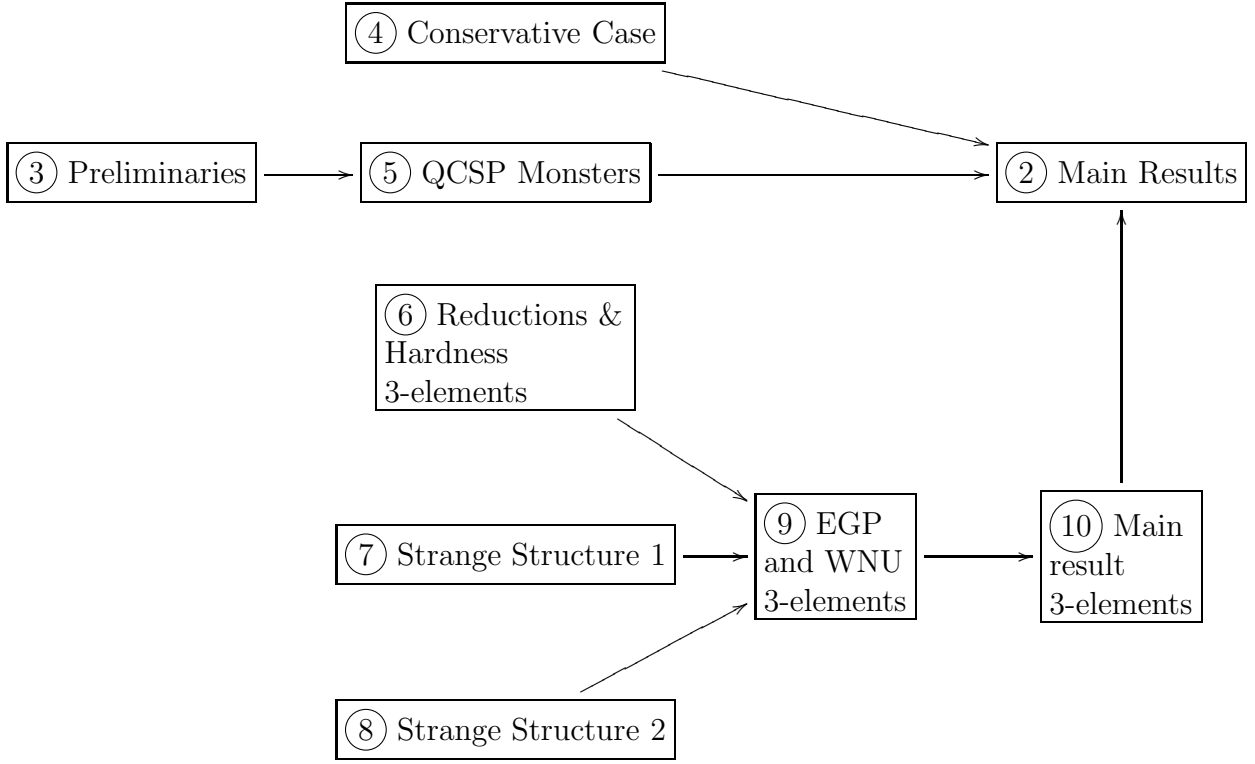 ④ Conservative Case
③ Preliminaries
⑤ QCSP Monsters
② Main Results
⑥ Reductions &
Hardness
3-elements
⑦ Strange Structure 1
⑨ EGP
and WNU
3-elements
⑩ Main
result
3-elements
⑧ Strange Structure 2